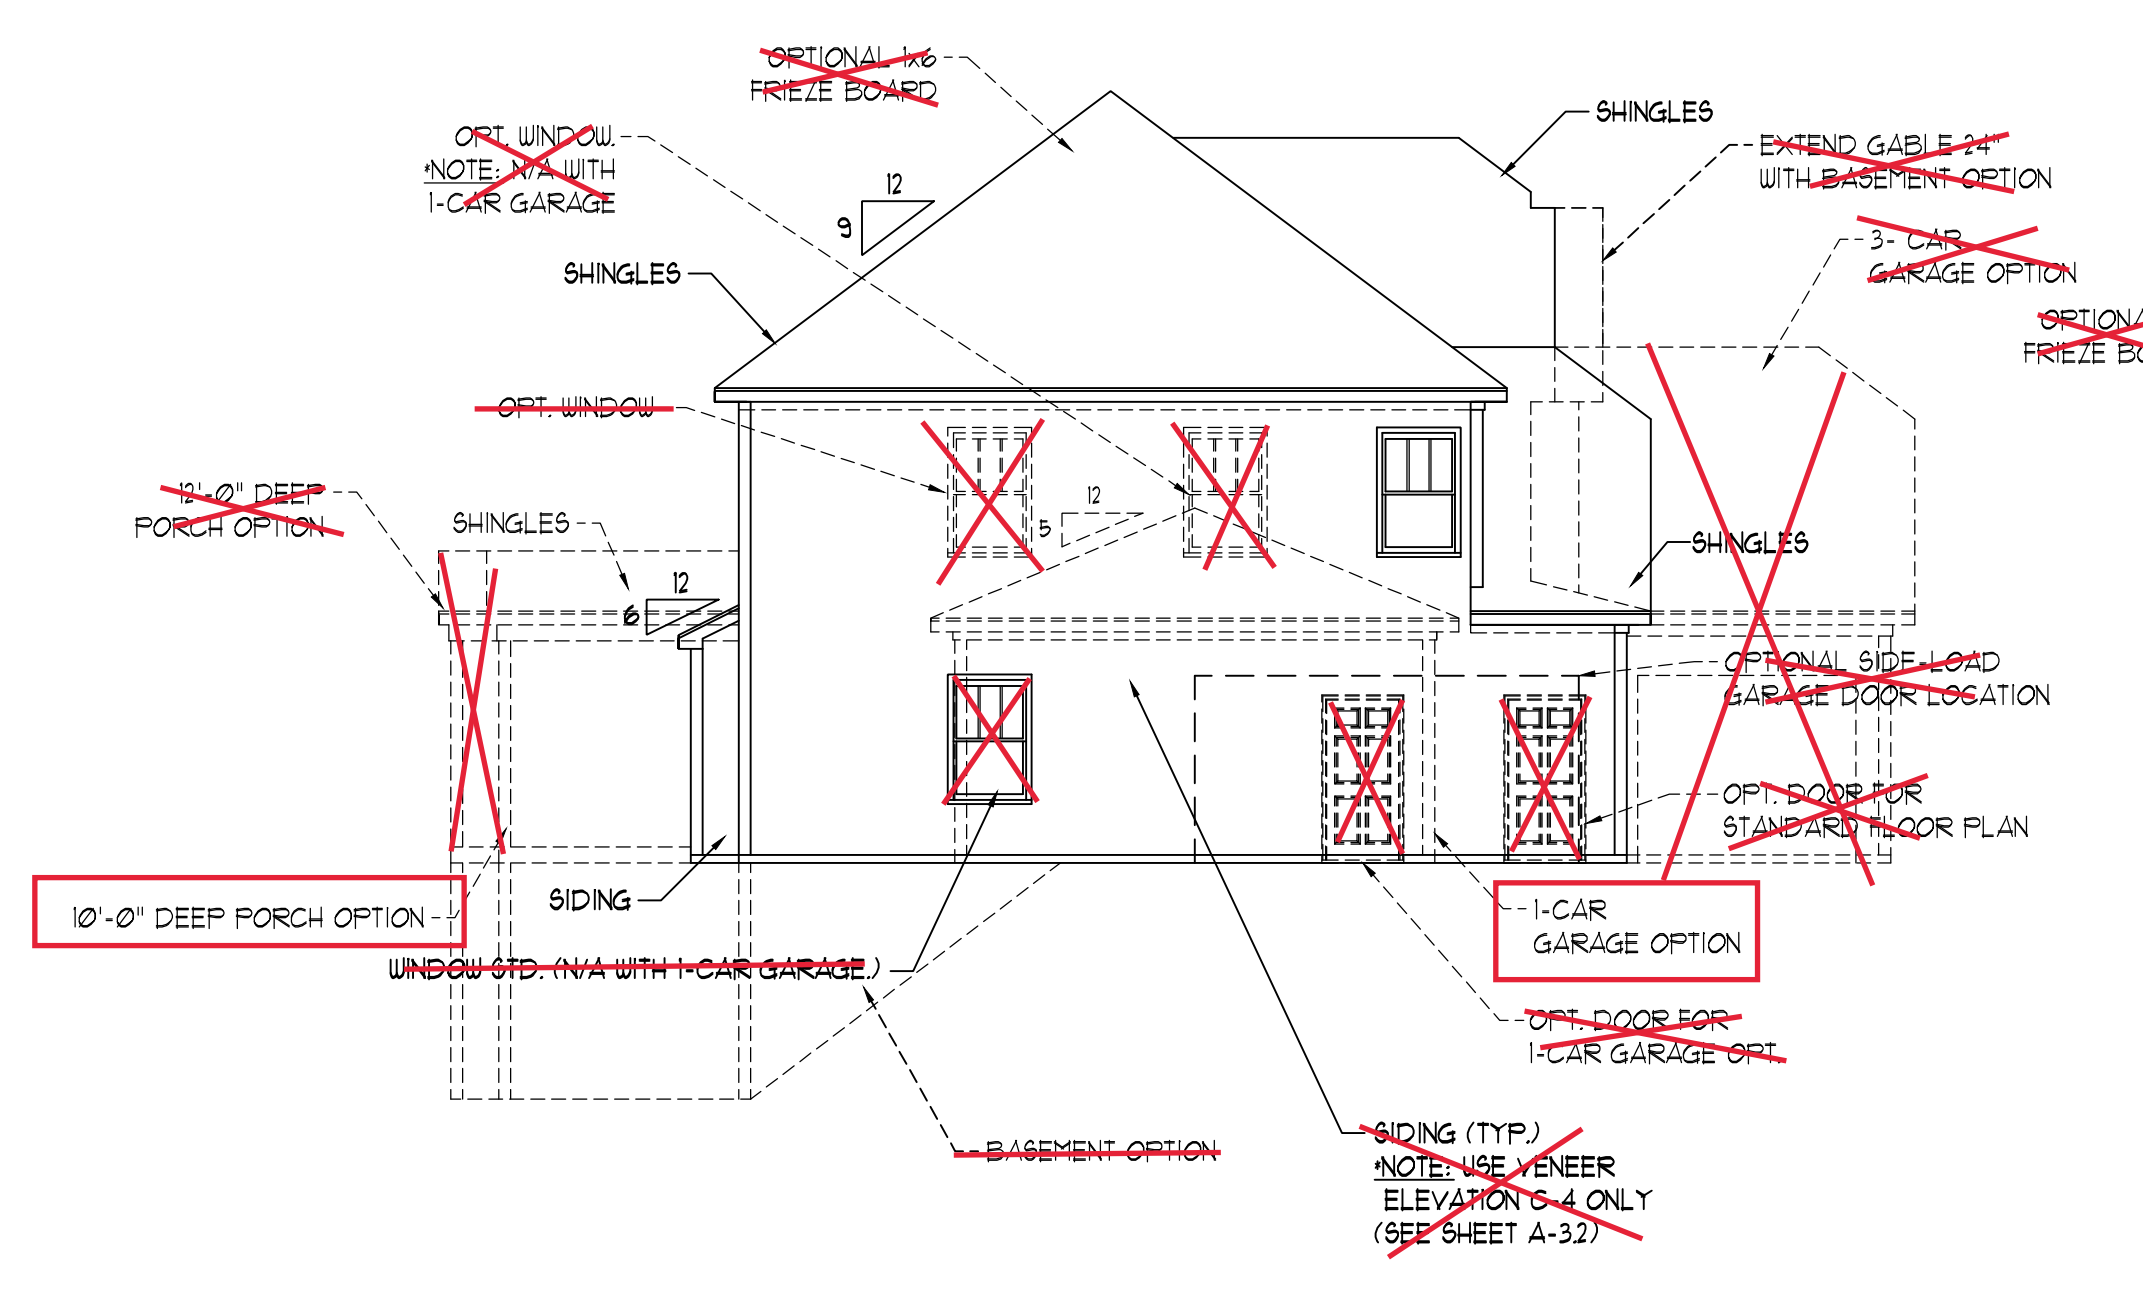 OPTIONAL 1x6
FRIEZE BOARD
SHINGLES
OPT. WINDOW.
*NOTE: N/A WITH
1-CAR GARAGE
EXTEND GABLE 24"
WITH BASEMENT OPTION
12
9
3- CAR
GARAGE OPTION
SHINGLES
OPTIONA
FRIEZE BO
OPT. WINDOW
12'-0" DEEP
PORCH OPTION
SHINGLES
12
5
SHINGLES
12
6
OPTIONAL SIDE-LOAD
GARAGE DOOR LOCATION
OPT. DOOR FOR
STANDARD FLOOR PLAN
SIDING
10'-0" DEEP PORCH OPTION
1-CAR
GARAGE OPTION
WINDOW STD. (N/A WITH 1-CAR GARAGE.)
OPT. DOOR FOR
1-CAR GARAGE OPT.
BASEMENT OPTION
SIDING (TYP.)
*NOTE: USE VENEER
ELEVATION C-4 ONLY
(SEE SHEET A-3.2)